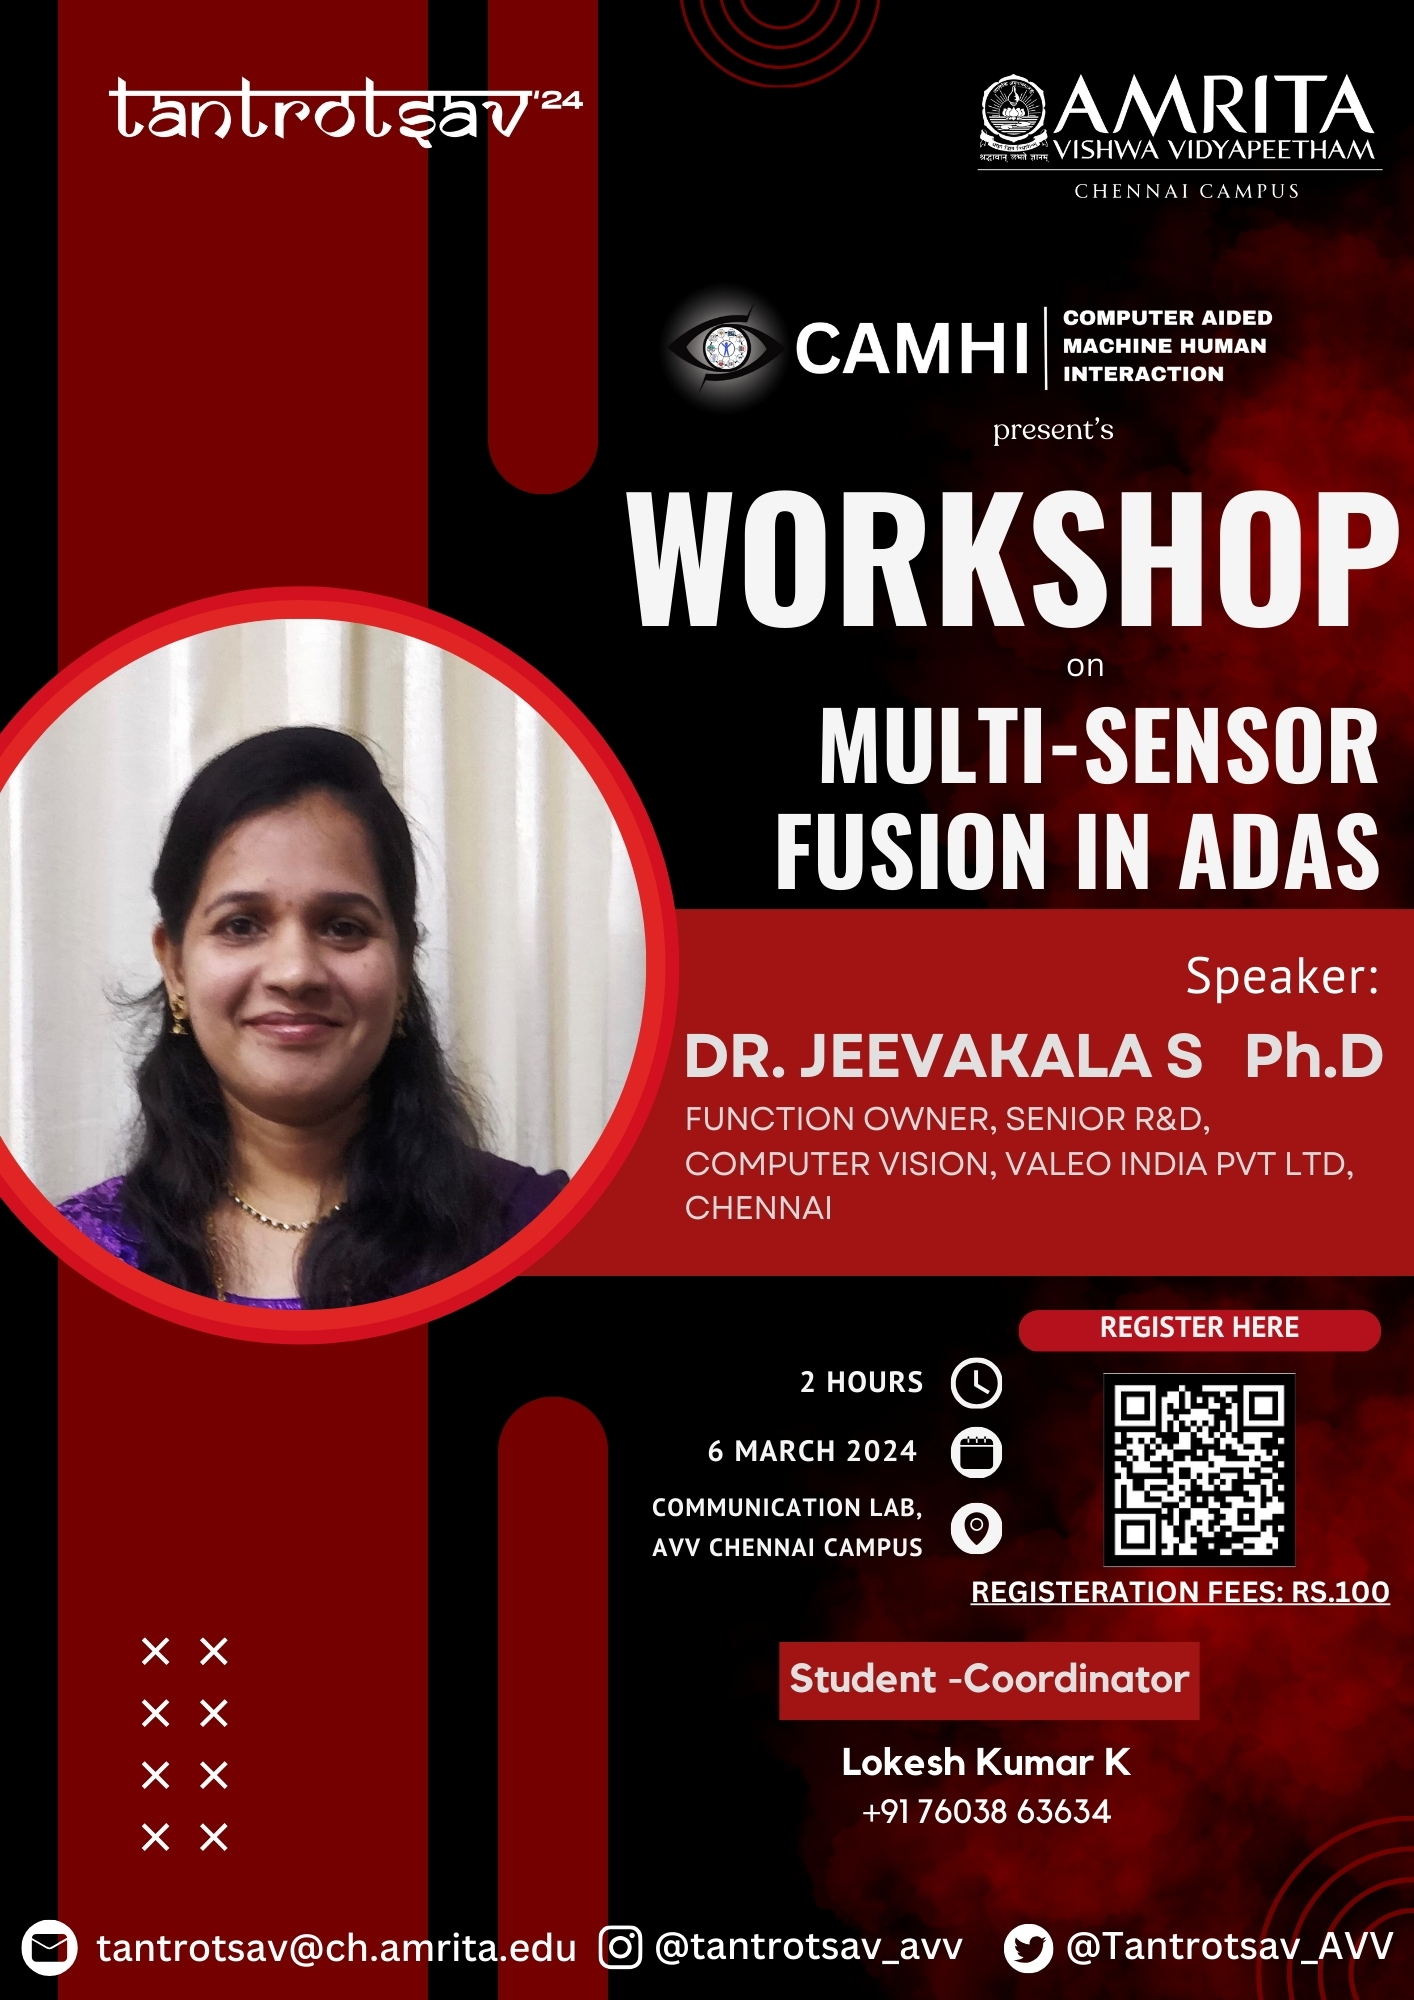 tantrotsav'24
AMRITA
VISHWA VIDYAPEETHAM
श्रद्धावान् लभते ज्ञानम्
CHENNAI CAMPUS
CAMHI
COMPUTER AIDED
MACHINE HUMAN
INTERACTION
present's
WORKSHOP
on
MULTI-SENSOR
FUSION IN ADAS
Speaker:
DR. JEEVAKALA S Ph.D
FUNCTION OWNER, SENIOR R&D,
COMPUTER VISION, VALEO INDIA PVT LTD,
CHENNAI
REGISTER HERE
2 HOURS
6 MARCH 2024
COMMUNICATION LAB,
AVV CHENNAI CAMPUS
REGISTERATION FEES: RS.100
Student -Coordinator
Lokesh Kumar K
+91 76038 63634
tantrotsav@ch.amrita.edu
@tantrotsav_avv
@Tantrotsav_AVV